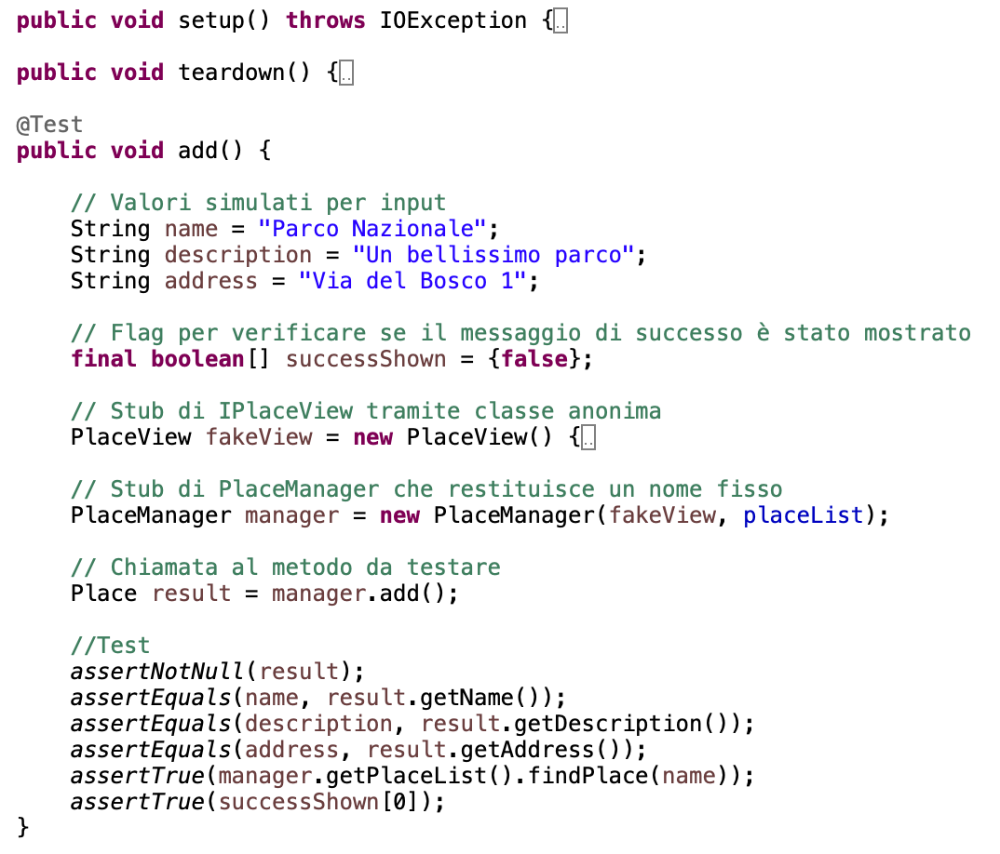 public void setup() throws IOException {..
public void teardown() {..
@Test
public void add() {
// Valori simulati per input
String name = "Parco Nazionale";
String description = "Un bellissimo parco";
String address = "Via del Bosco 1";
// Flag per verificare se il messaggio di successo è stato mostrato
final boolean[] successShown = {false};
// Stub di IPlaceView tramite classe anonima
PlaceView fakeView = new PlaceView() {..
// Stub di PlaceManager che restituisce un nome fisso
PlaceManager manager = new PlaceManager(fakeView, placeList);
// Chiamata al metodo da testare
Place result = manager.add();
//Test
assertNotNull(result);
assertEquals(name, result.getName());
assertEquals(description, result.getDescription());
assertEquals(address, result.getAddress());
assertTrue(manager.getPlaceList().findPlace(name));
assertTrue(successShown[0]);
}